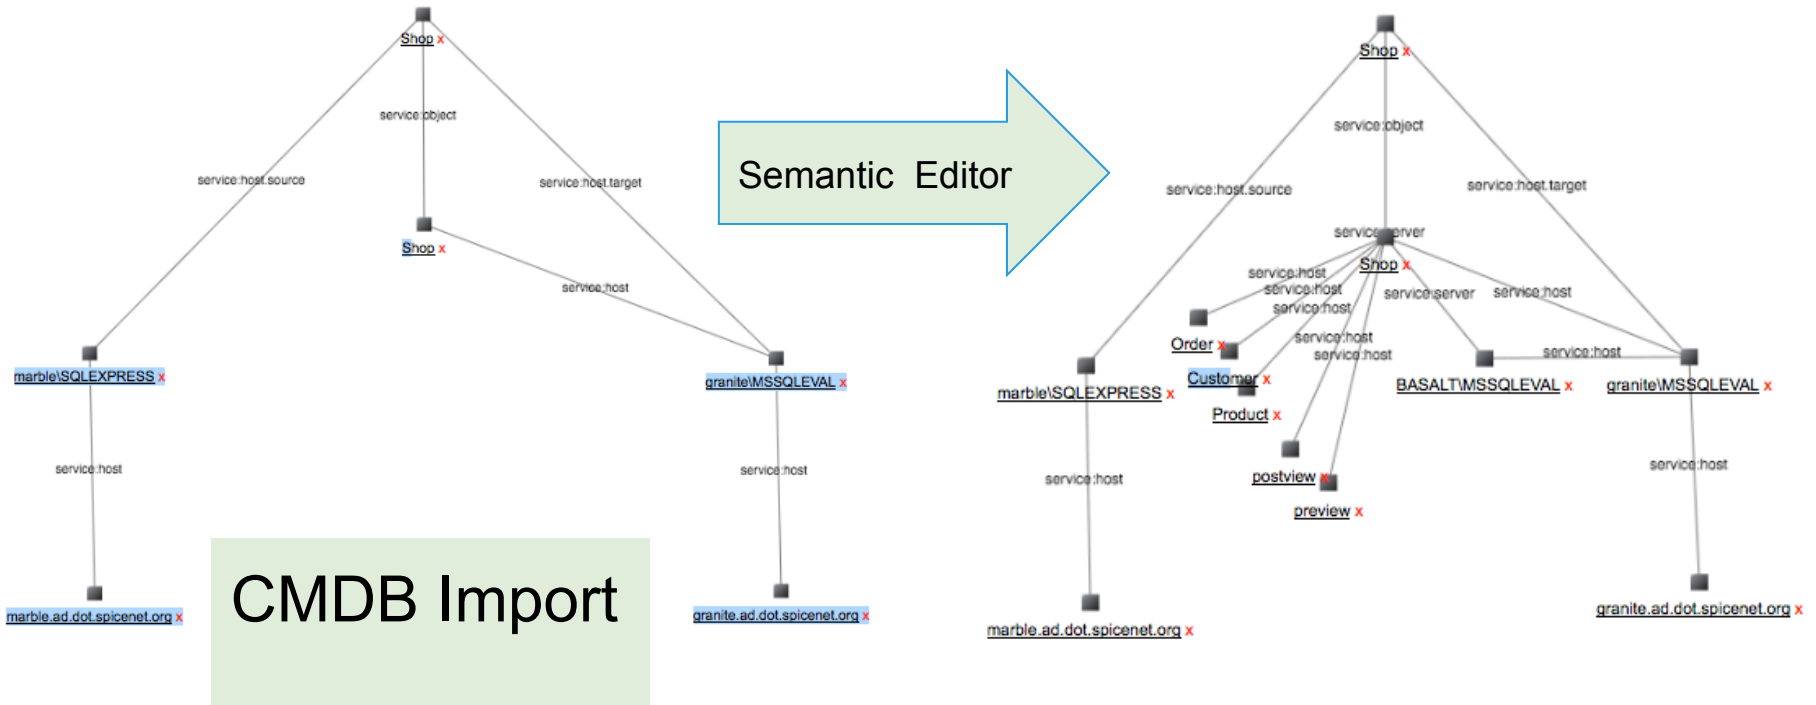 Shop x
service:object
service:host.source
service:host.target
Shop x
service:host
marble\SQLEXPRESS x
granite\MSSQLEVAL x
service:host
service:host
marble.ad.dot.spicenet.org x
granite.ad.dot.spicenet.org x
CMDB Import
Semantic Editor
Shop x
service:object
service:host.source
service:host.target
service:server
Shop x
service:host
service:host
service:host
service:server
service:host
service:host
service:host
service:host
Order x
Customer x
Product x
postview x
preview x
marble\SQLEXPRESS x
BASALT\MSSQLEVAL x
granite\MSSQLEVAL x
service:host
service:host
marble.ad.dot.spicenet.org x
granite.ad.dot.spicenet.org x